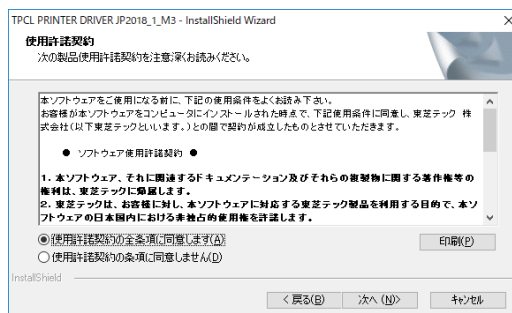 TPCL PRINTER DRIVER JP2018_1_M3 - InstallShield Wizard
使用許諾契約
次の製品使用許諾契約を注意深くお読みください。
本ソフトウェアをご使用になる前に、下記の使用条件をよくお読み下さい。
お客様が本ソフトウェアをコンピュータにインストールされた時点で、下記使用条件に同意し、東芝テック 株
式会社(以下東芝テックといいます。)との間で契約が成立したものとさせていただきます。
● ソフトウェア使用許諾契約 ●
1. 本ソフトウェア、それに関連するドキュメンテーション及びそれらの複製物に関する著作権等の
権利は、東芝テックに帰属します。
2. 東芝テックは、お客様に対し、本ソフトウェアに対応する東芝テック製品を利用する目的で、本ソ
フトウェアの日本国内における非独占的使用権を許諾します。
使用許諾契約の全条項に同意します(A)
使用許諾契約の条項に同意しません(D)
印刷(P)
InstallShield
< 戻る(B)
次へ (N)>
キャンセル